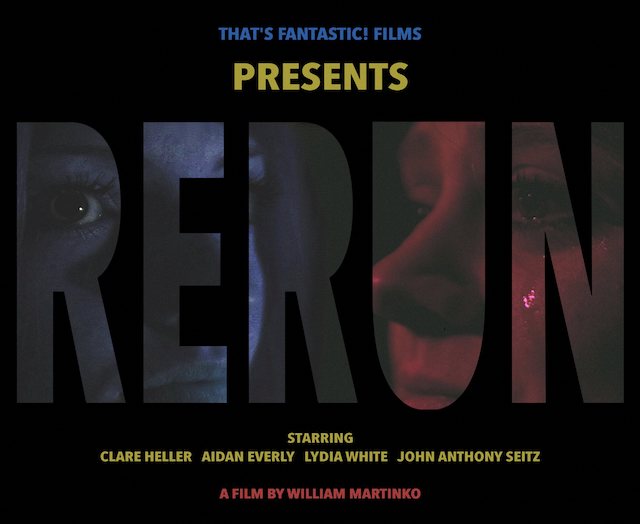 THAT'S FANTASTIC! FILMS
PRESENTS
RERUN
STARRING
CLARE HELLER AIDAN EVERLY LYDIA WHITE JOHN ANTHONY SEITZ
A FILM BY WILLIAM MARTINKO